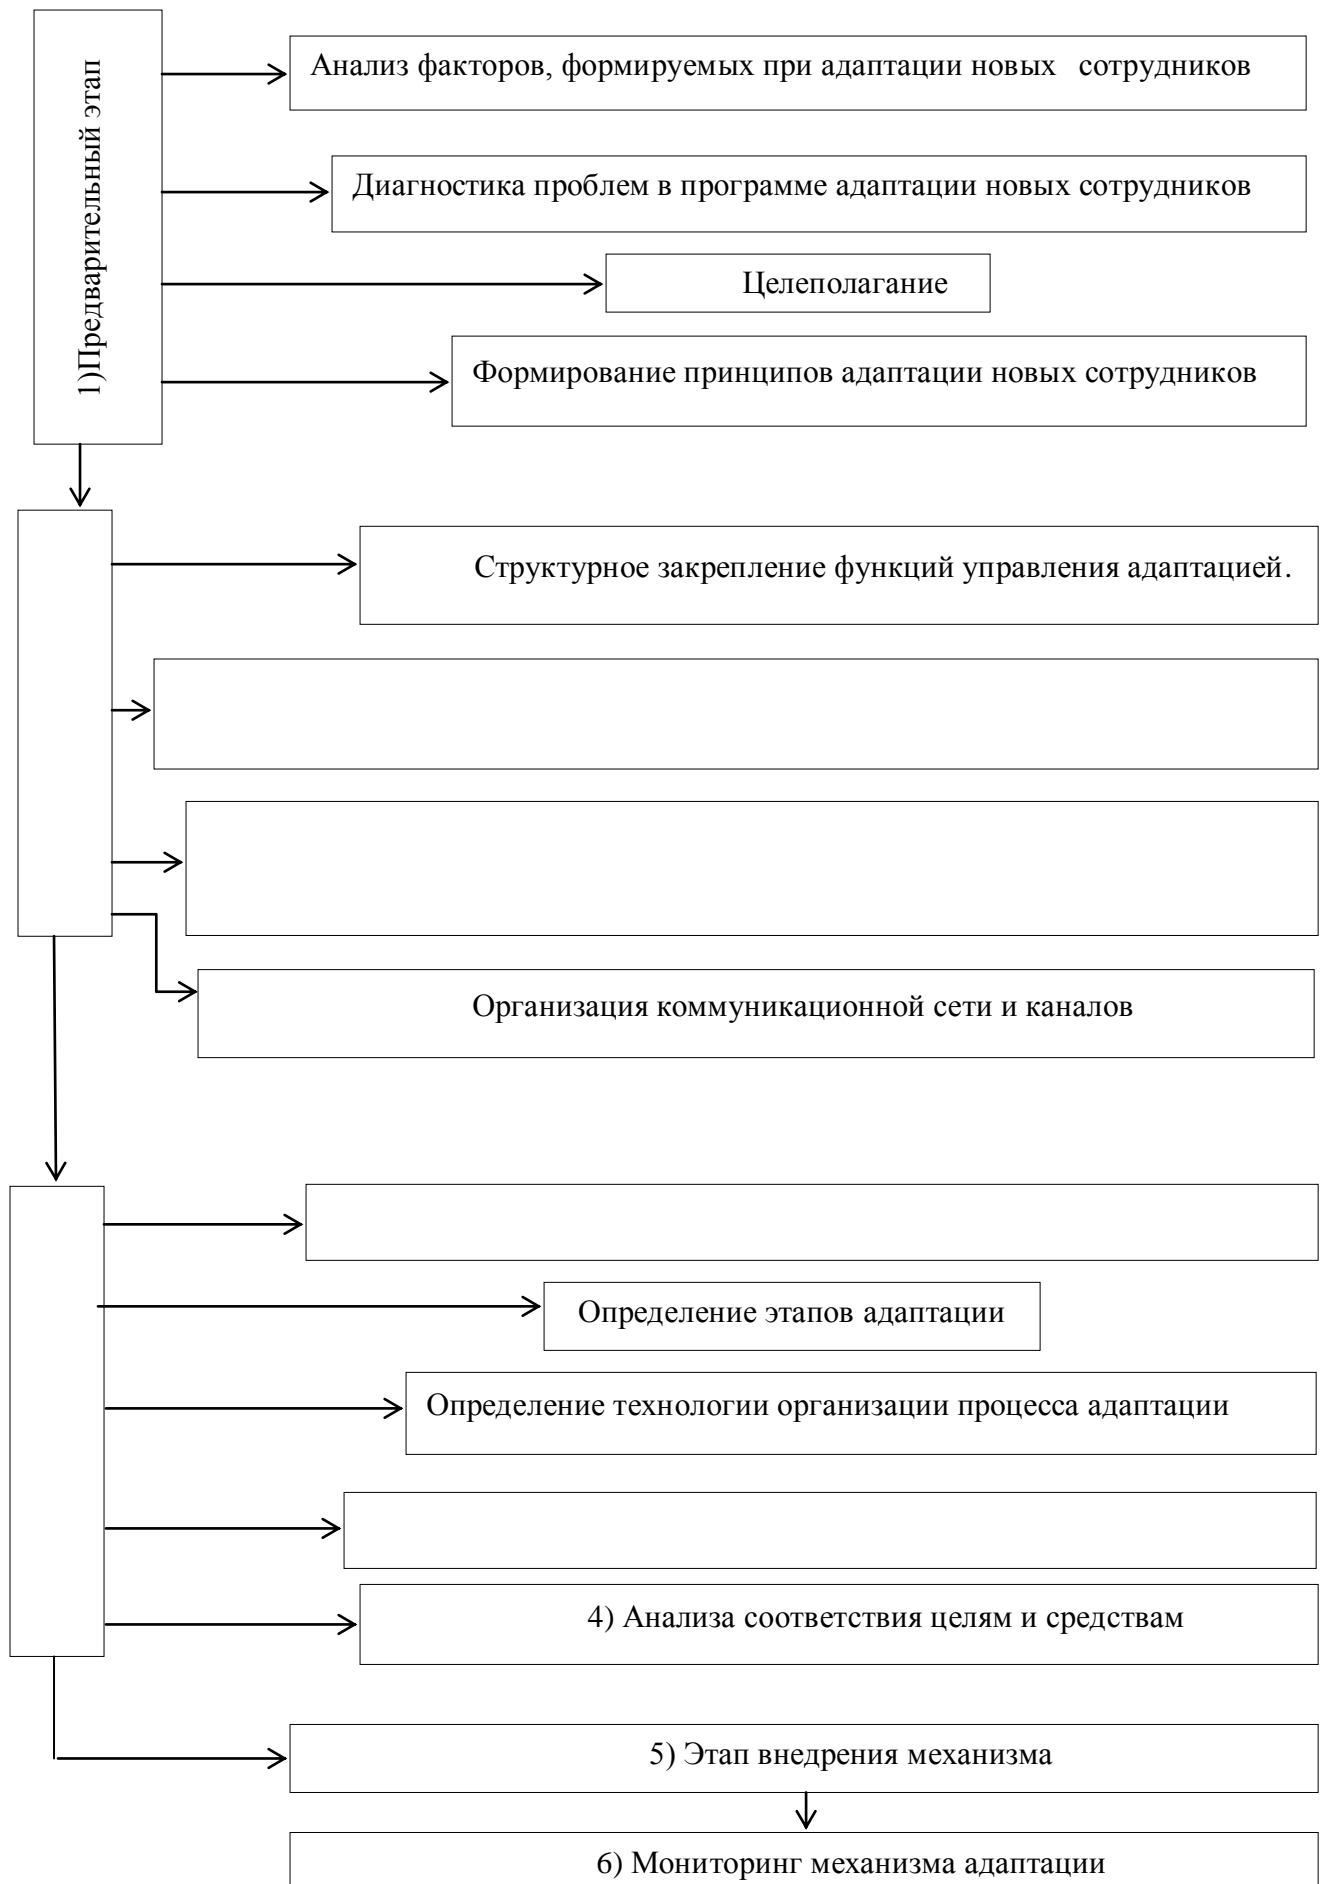 1)Предварительный этап
Анализ факторов, формируемых при адаптации новых сотрудников
Диагностика проблем в программе адаптации новых сотрудников
Целеполагание
Формирование принципов адаптации новых сотрудников
Структурное закрепление функций управления адаптацией.
Организация коммуникационной сети и каналов
Определение этапов адаптации
Определение технологии организации процесса адаптации
4) Анализа соответствия целям и средствам
5) Этап внедрения механизма
6) Мониторинг механизма адаптации